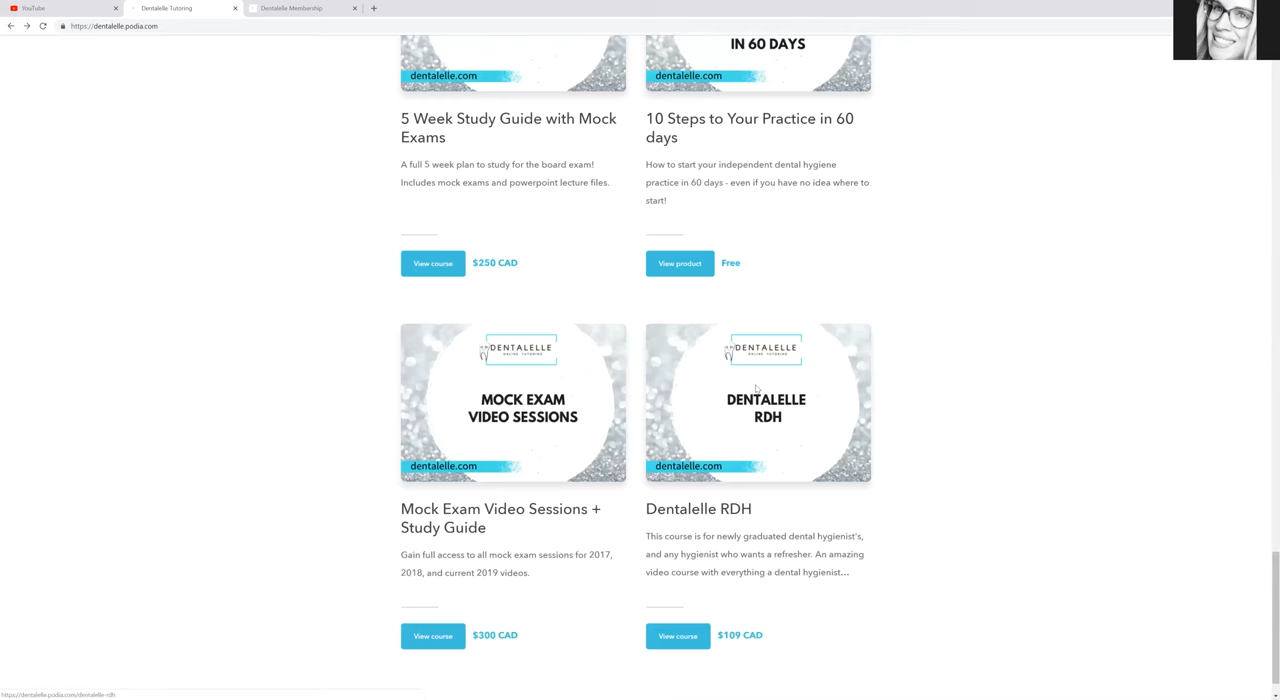 YouTube
Dentalelle Tutoring
Dentalelle Membership
https://dentalelle.podia.com
dentalelle.com
IN 60 DAYS
dentalelle.com
5 Week Study Guide with Mock
Exams
A full 5 week plan to study for the board exam!
Includes mock exams and powerpoint lecture files.
View course $250 CAD
10 Steps to Your Practice in 60
days
How to start your independent dental hygiene
practice in 60 days - even if you have no idea where to
start!
View product Free
DENTALELLE
ONLINE TUTORING
MOCK EXAM
VIDEO SESSIONS
dentalelle.com
Mock Exam Video Sessions +
Study Guide
Gain full access to all mock exam sessions for 2017,
2018, and current 2019 videos.
View course $300 CAD
DENTALELLE
ONLINE TUTORING
DENTALELLE
RDH
dentalelle.com
Dentalelle RDH
This course is for newly graduated dental hygienist's,
and any hygienist who wants a refresher. An amazing
video course with everything a dental hygienist...
View course $109 CAD
https://dentalelle.podia.com/dentalelle-rdh